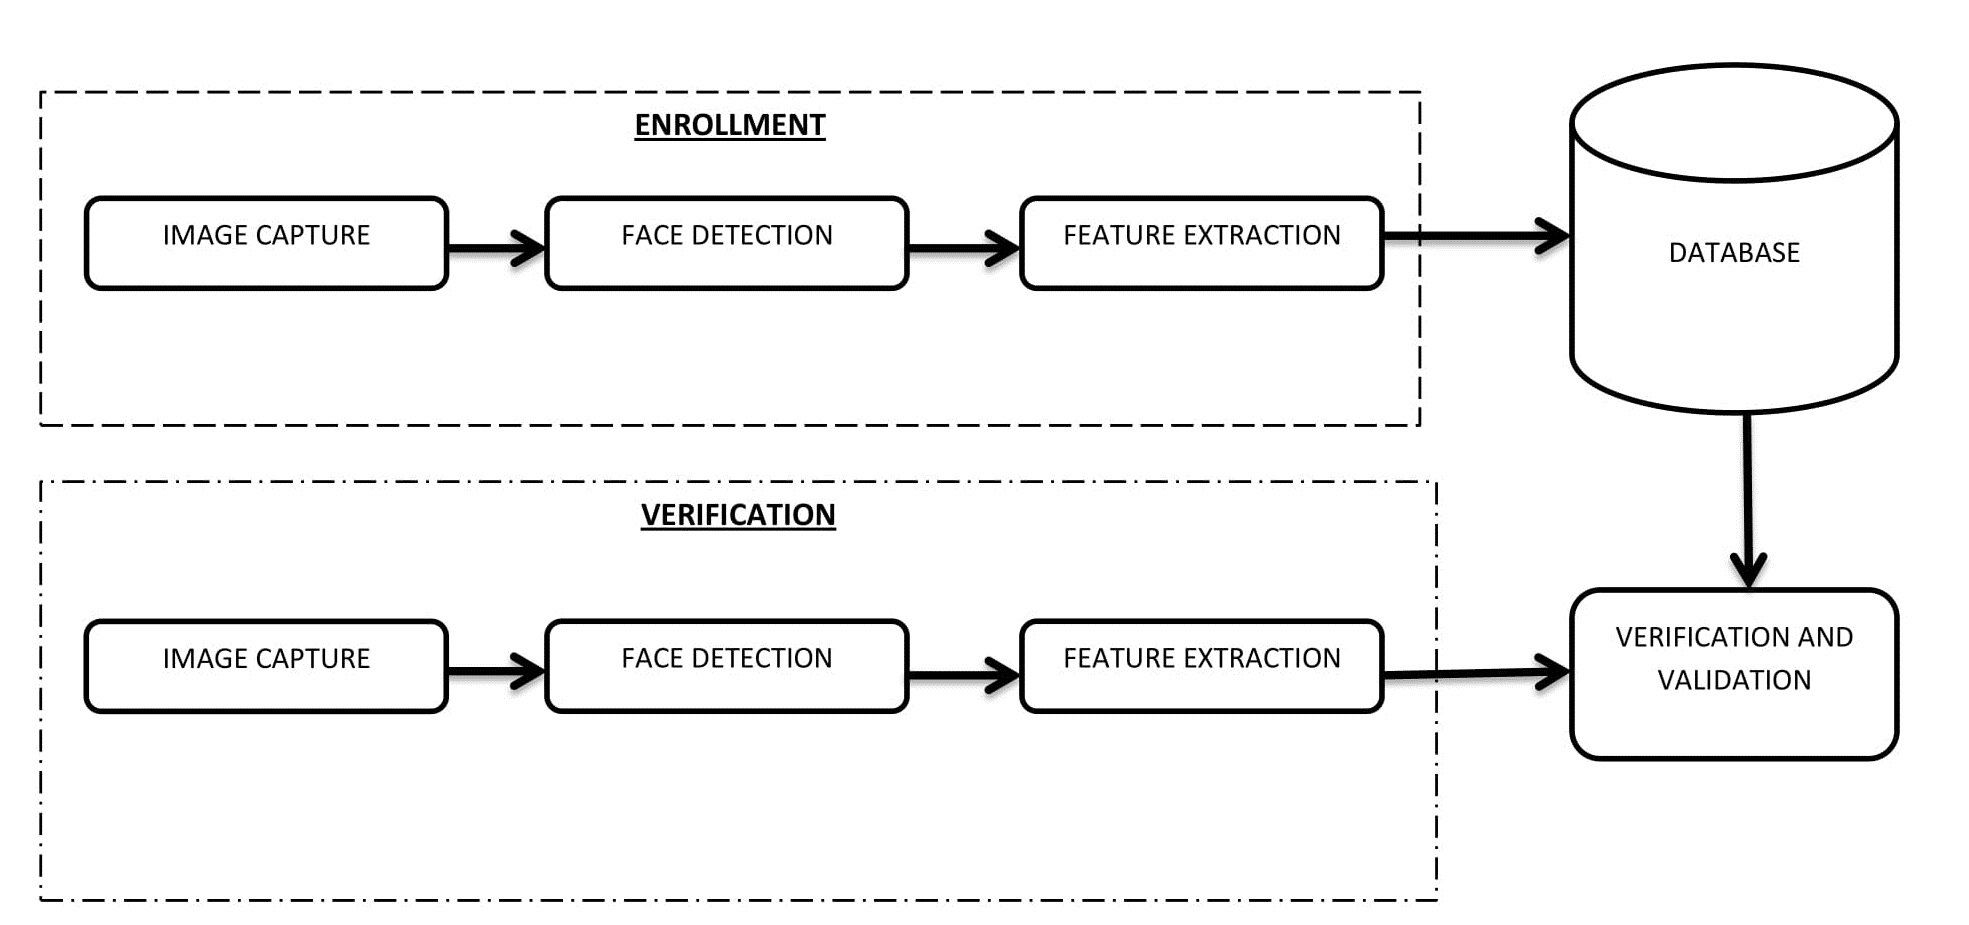 ENROLLMENT
IMAGE CAPTURE
FACE DETECTION
FEATURE EXTRACTION
DATABASE
VERIFICATION
IMAGE CAPTURE
FACE DETECTION
FEATURE EXTRACTION
VERIFICATION AND
VALIDATION